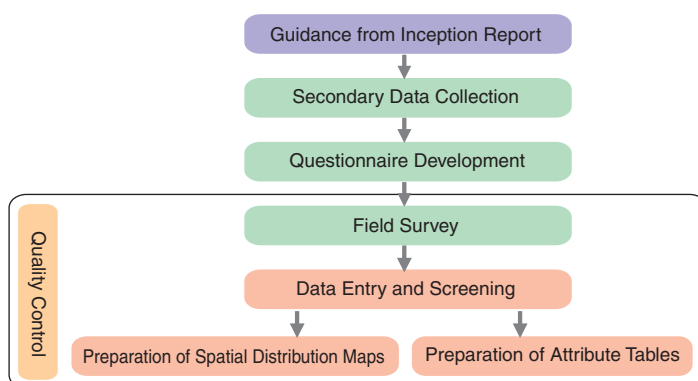 Guidance from Inception Report
Secondary Data Collection
Questionnaire Development
Field Survey
Quality Control
Data Entry and Screening
Preparation of Spatial Distribution Maps
Preparation of Attribute Tables